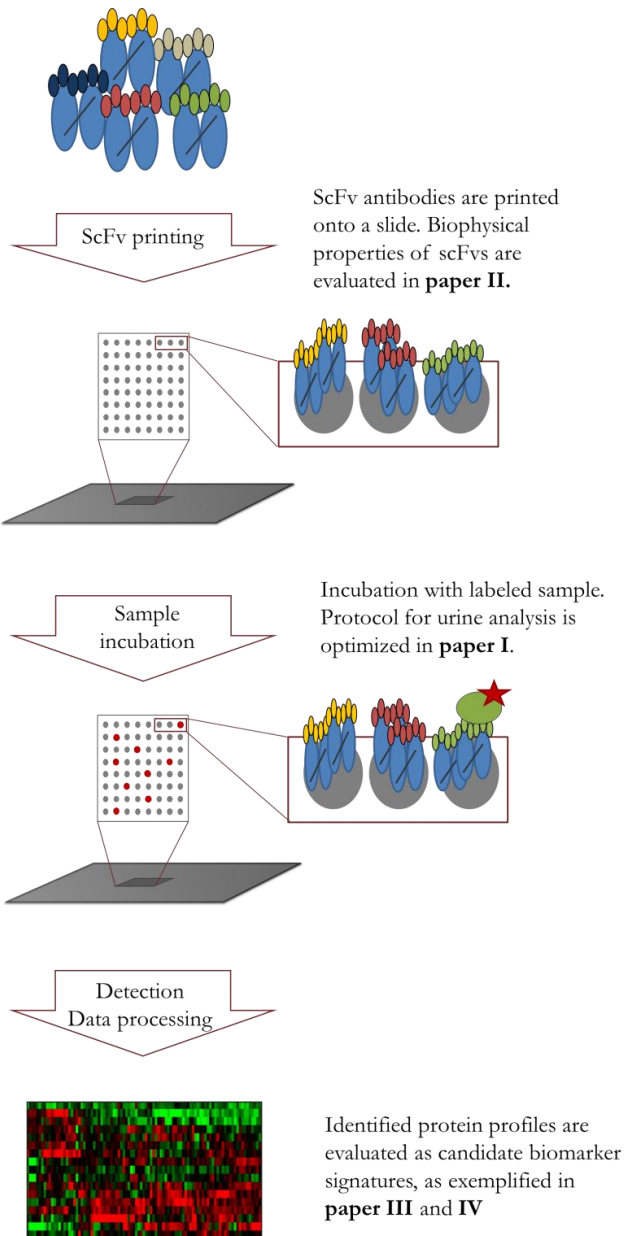 ScFv antibodies are printed
onto a slide. Biophysical
properties of scFvs are
evaluated in paper II.
ScFv printing
Incubation with labeled sample.
Protocol for urine analysis is
optimized in paper I.
Sample
incubation
Detection
Data processing
Identified protein profiles are
evaluated as candidate biomarker
signatures, as exemplified in
paper III and IV